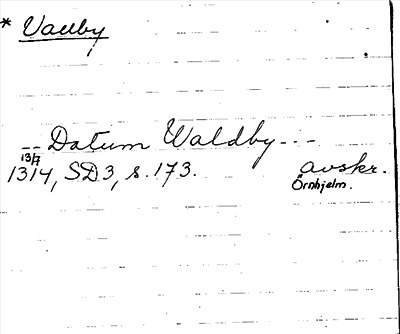 * Vallby
-- Datum Waldby ---
13/7
1314, SD3, s. 173. avskr.
Örnhjelm.